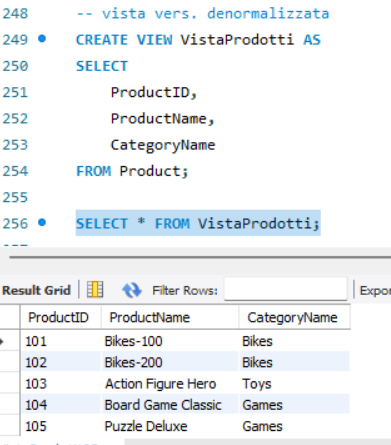 248 -- vista vers. denormalizzata
249 CREATE VIEW VistaProdotti AS
250 SELECT
251 ProductID,
252 ProductName,
253 CategoryName
254 FROM Product;
255
256 SELECT * FROM VistaProdotti;
Result Grid Filter Rows: Expor
ProductID ProductName CategoryName
101 Bikes-100 Bikes
102 Bikes-200 Bikes
103 Action Figure Hero Toys
104 Board Game Classic Games
105 Puzzle Deluxe Games